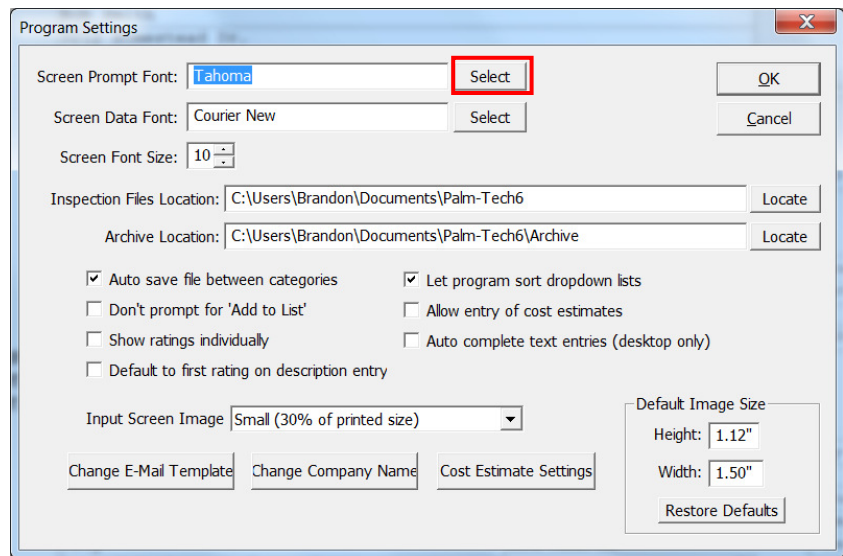 Program Settings
Screen Prompt Font: Tahoma Select OK
Screen Data Font: Courier New Select Cancel
Screen Font Size: 10
Inspection Files Location: C:\Users\Brandon\Documents\Palm-Tech6 Locate
Archive Location: C:\Users\Brandon\Documents\Palm-Tech6\Archive Locate
Auto save file between categories Let program sort dropdown lists
Don't prompt for 'Add to List' Allow entry of cost estimates
Show ratings individually Auto complete text entries (desktop only)
Default to first rating on description entry
Input Screen Image Small (30% of printed size)
Default Image Size
Height: 1.12"
Width: 1.50"
Change E-Mail Template Change Company Name Cost Estimate Settings
Restore Defaults